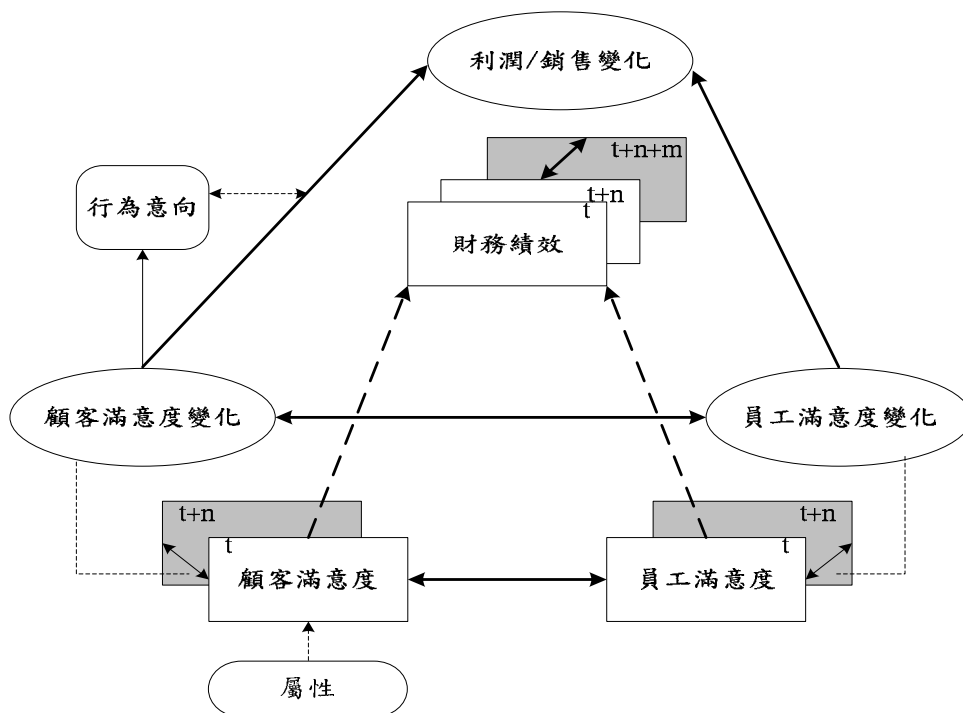 利潤/銷售變化
t+n+m
t+n
t
行為意向
財務績效
顧客滿意度變化
員工滿意度變化
t+n
t
顧客滿意度
t+n
t
員工滿意度
屬性